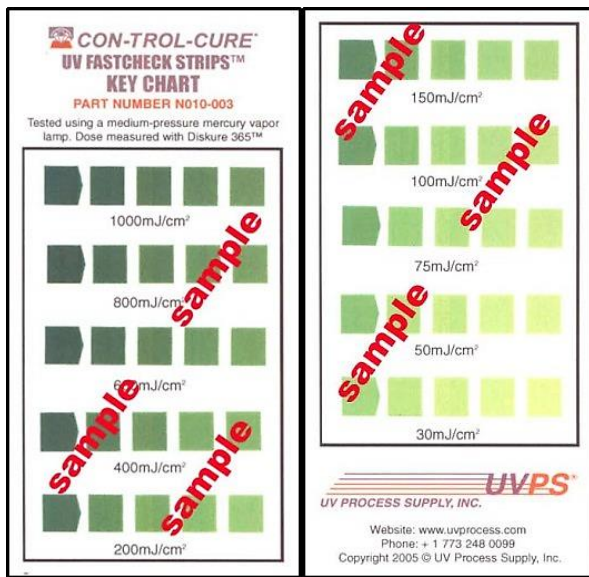 CON-TROL-CURE®
UV FASTCHECK STRIPS™
KEY CHART
PART NUMBER N010-003
Tested using a medium-pressure mercury vapor
lamp. Dose measured with Diskure 365™
1000mJ/cm²
sample
800mJ/cm²
mJ/cm²
sample
400mJ/cm²
sample
200mJ/cm²
sample
150mJ/cm²
sample
100mJ/cm²
75mJ/cm²
sample
50mJ/cm²
30mJ/cm²
UVPS®
UV PROCESS SUPPLY, INC.
Website: www.uvprocess.com
Phone: + 1 773 248 0099
Copyright 2005 © UV Process Supply, Inc.